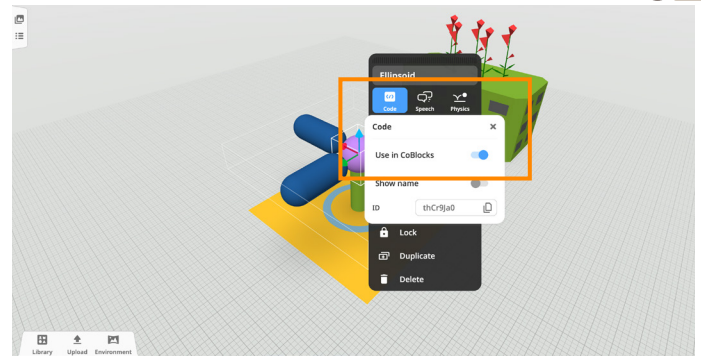 Ellipsoid
Code Speech Physics
Code
Use in CoBlocks
Show name
ID thCr9Ja0
Lock
Duplicate
Delete
Library Upload Environment